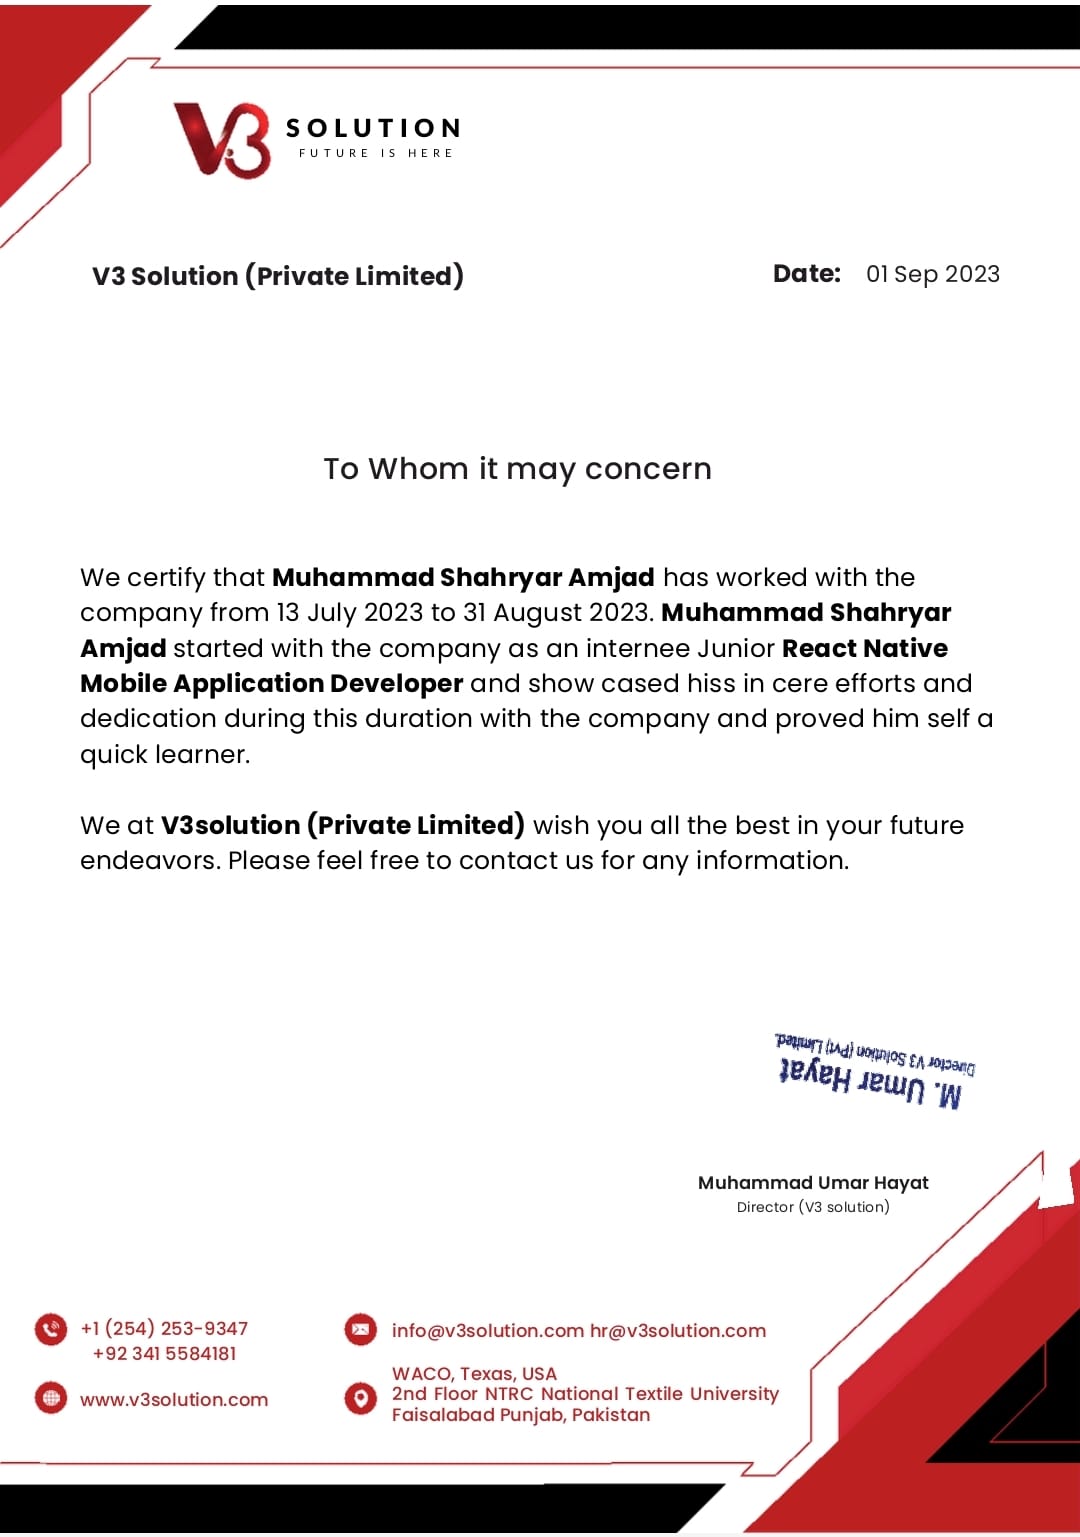 V3 SOLUTION
FUTURE IS HERE
V3 Solution (Private Limited)
Date: 01 Sep 2023
To Whom it may concern
We certify that Muhammad Shahryar Amjad has worked with the
company from 13 July 2023 to 31 August 2023. Muhammad Shahryar
Amjad started with the company as an internee Junior React Native
Mobile Application Developer and show cased hiss in cere efforts and
dedication during this duration with the company and proved him self a
quick learner.
We at V3solution (Private Limited) wish you all the best in your future
endeavors. Please feel free to contact us for any information.
M. Umar Hayat
Director V3 Solution (Pvt) Limited.
Muhammad Umar Hayat
Director (V3 solution)
+1 (254) 253-9347
+92 341 5584181
www.v3solution.com
info@v3solution.com hr@v3solution.com
WACO, Texas, USA
2nd Floor NTRC National Textile University
Faisalabad Punjab, Pakistan